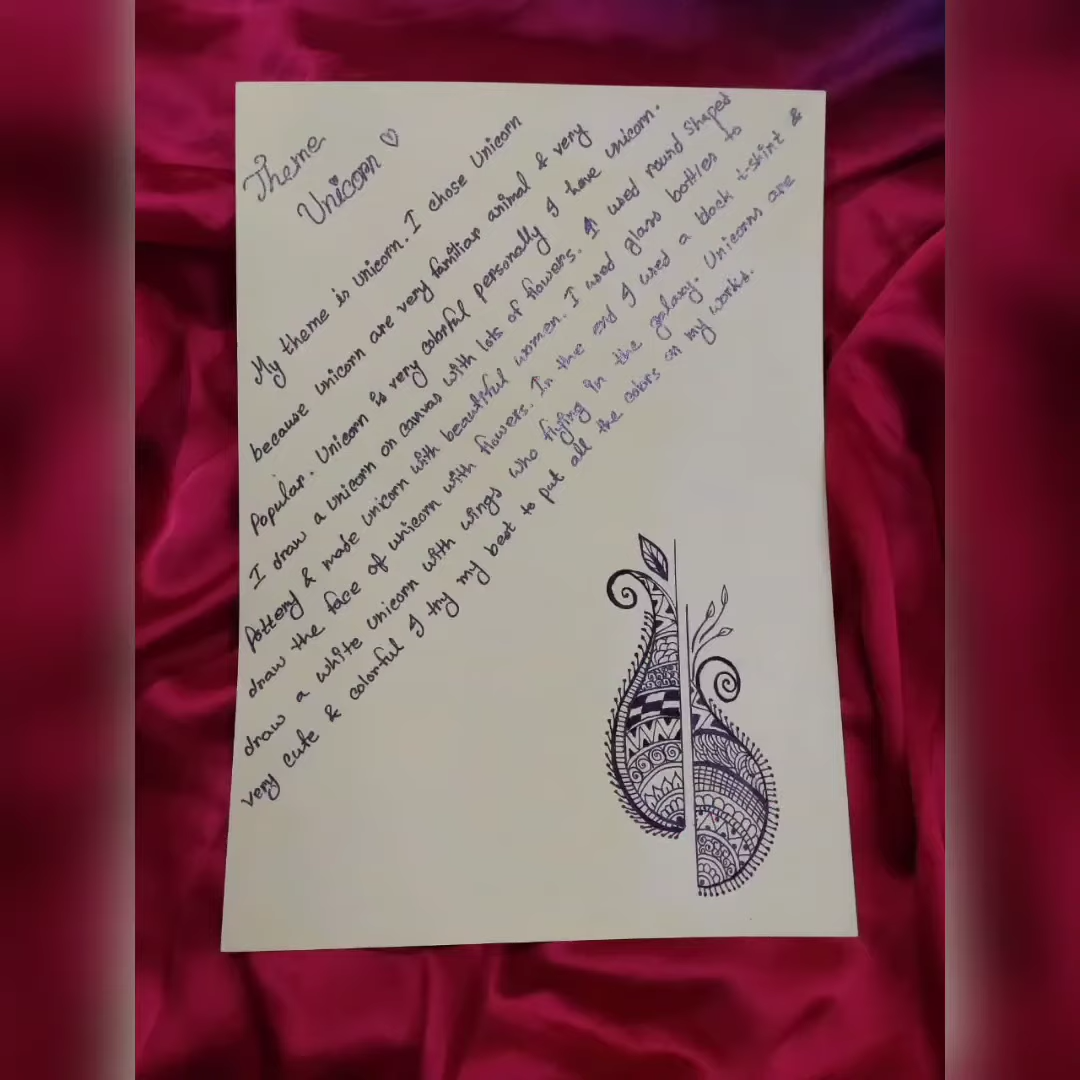 Theme
Unicorn ♡
My theme is unicorn. I chose Unicorn
because unicorn are very familiar animal & very
Popular. Unicorn is very colorful personally I have unicorn.
I draw a unicorn on canvas with lots of flowers. I used round shaped
Pottery & made unicorn with beautiful women. I used glass bottles to
draw the face of unicorn with flowers. In the end I used a black t-shirt &
draw a white unicorn with wings who flying in the galaxy. Unicorns are
very cute & colorful I try my best to put all the colors on my works.